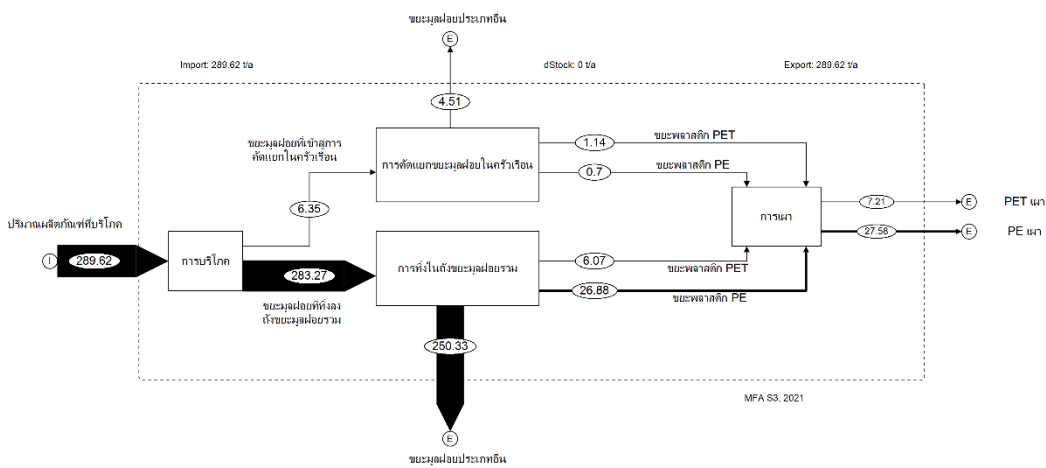 ขยะมูลฝอยประเภทอื่น
E
Import: 289.62 t/a
dStock: 0 t/a
Export: 289.62 t/a
4.51
ขยะมูลฝอยที่เข้าสู่การ
คัดแยกในครัวเรือน
การคัดแยกขยะมูลฝอยในครัวเรือน
1.14
ขยะพลาสติก PET
0.7
ขยะพลาสติก PE
6.35
การเผา
7.21
E
PET เผา
27.58
E
PE เผา
ปริมาณผลิตภัณฑ์ที่บริโภค
I
289.62
การบริโภค
283.27
ขยะมูลฝอยที่ทิ้งลง
ถังขยะมูลฝอยรวม
การทิ้งในถังขยะมูลฝอยรวม
6.07
ขยะพลาสติก PET
26.88
ขยะพลาสติก PE
250.33
MFA S3, 2021
E
ขยะมูลฝอยประเภทอื่น